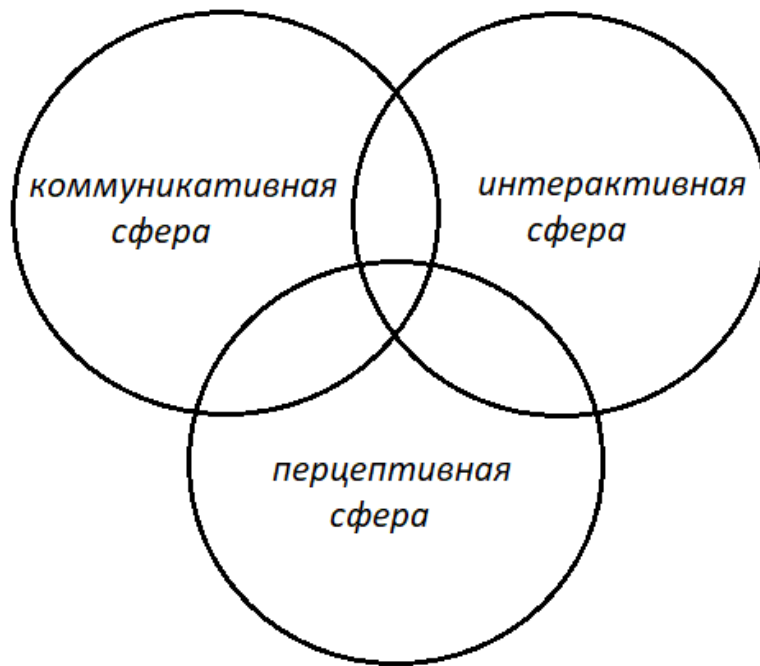 коммуникативная
сфера
интерактивная
сфера
перцептивная
сфера